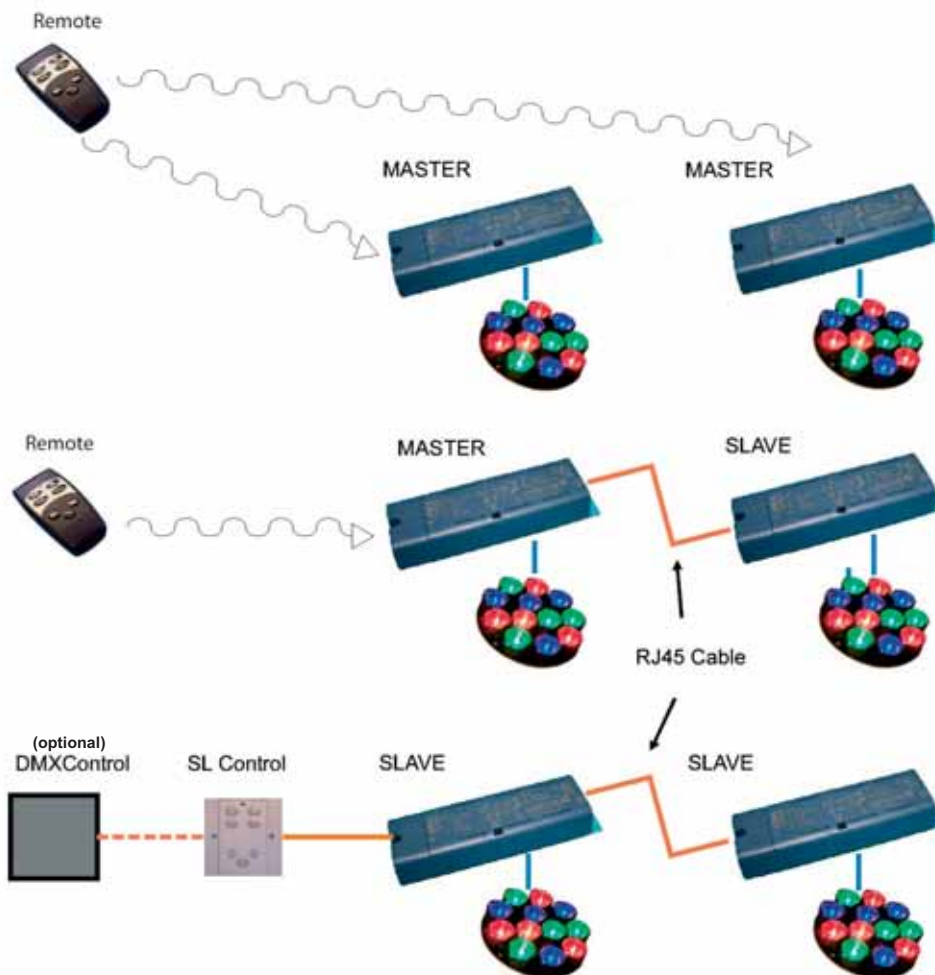 Remote
MASTER MASTER
Remote
MASTER SLAVE
RJ45 Cable
(optional)
DMXControl SL Control SLAVE SLAVE